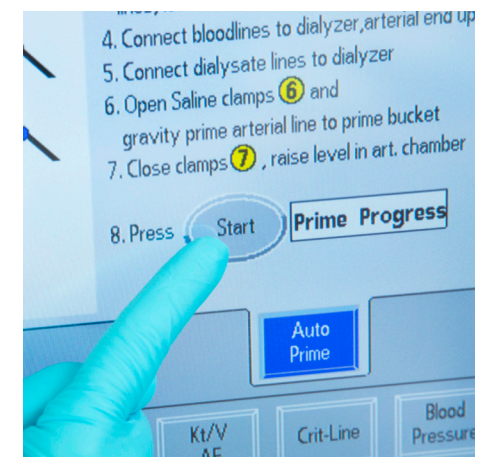 4. Connect bloodlines to dialyzer,arterial end up
5. Connect dialysate lines to dialyzer
6. Open Saline clamps 6 and
gravity prime arterial line to prime bucket
7. Close clamps 7 , raise level in art. chamber
8. Press Start Prime Progress
Auto
Prime
Kt/V
AF
Crit-Line
Blood
Pressure